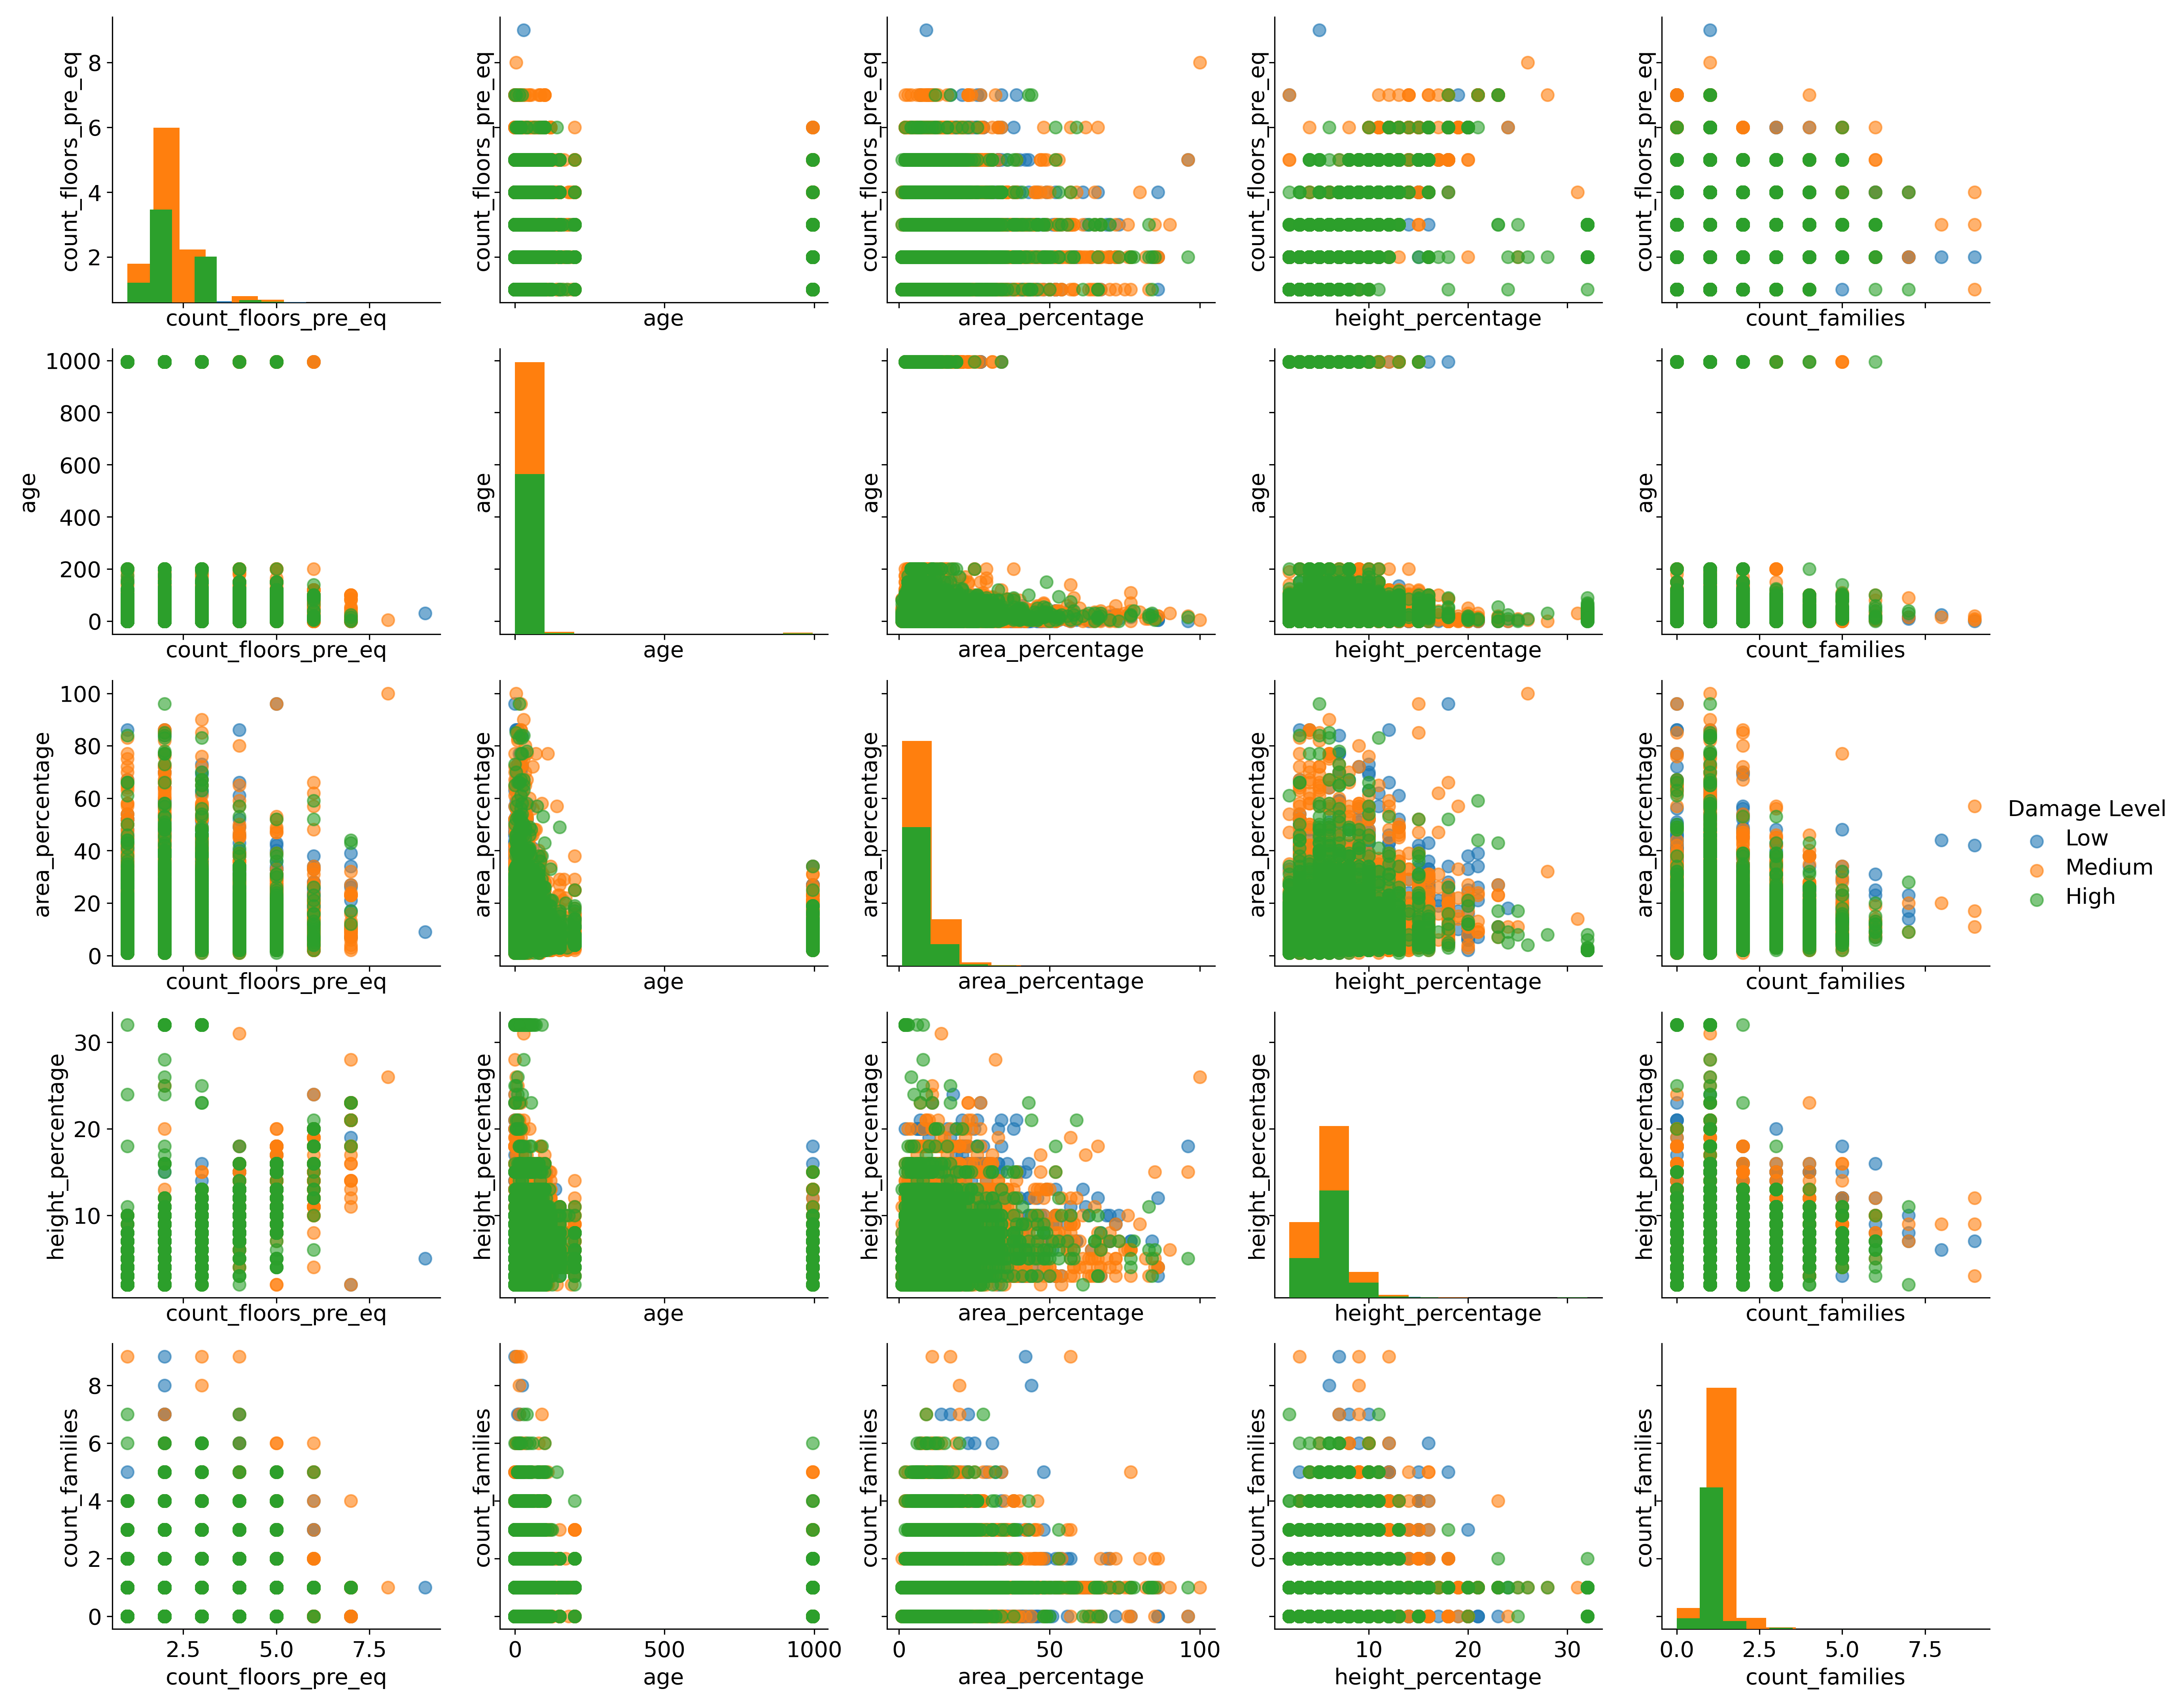 count_floors_pre_eq
8
6
4
2
count_floors_pre_eq
count_floors_pre_eq
age
count_floors_pre_eq
area_percentage
count_floors_pre_eq
height_percentage
count_floors_pre_eq
count_families
age
1000
800
600
400
200
0
count_floors_pre_eq
age
age
age
area_percentage
age
height_percentage
age
count_families
area_percentage
100
80
60
40
20
0
count_floors_pre_eq
area_percentage
age
area_percentage
area_percentage
area_percentage
height_percentage
area_percentage
count_families
Damage Level
Low
Medium
High
height_percentage
30
20
10
count_floors_pre_eq
height_percentage
age
height_percentage
area_percentage
height_percentage
height_percentage
height_percentage
count_families
count_families
8
6
4
2
0
2.5 5.0 7.5
count_floors_pre_eq
count_families
0 500 1000
age
count_families
0 50 100
area_percentage
count_families
10 20 30
height_percentage
count_families
0.0 2.5 5.0 7.5
count_families